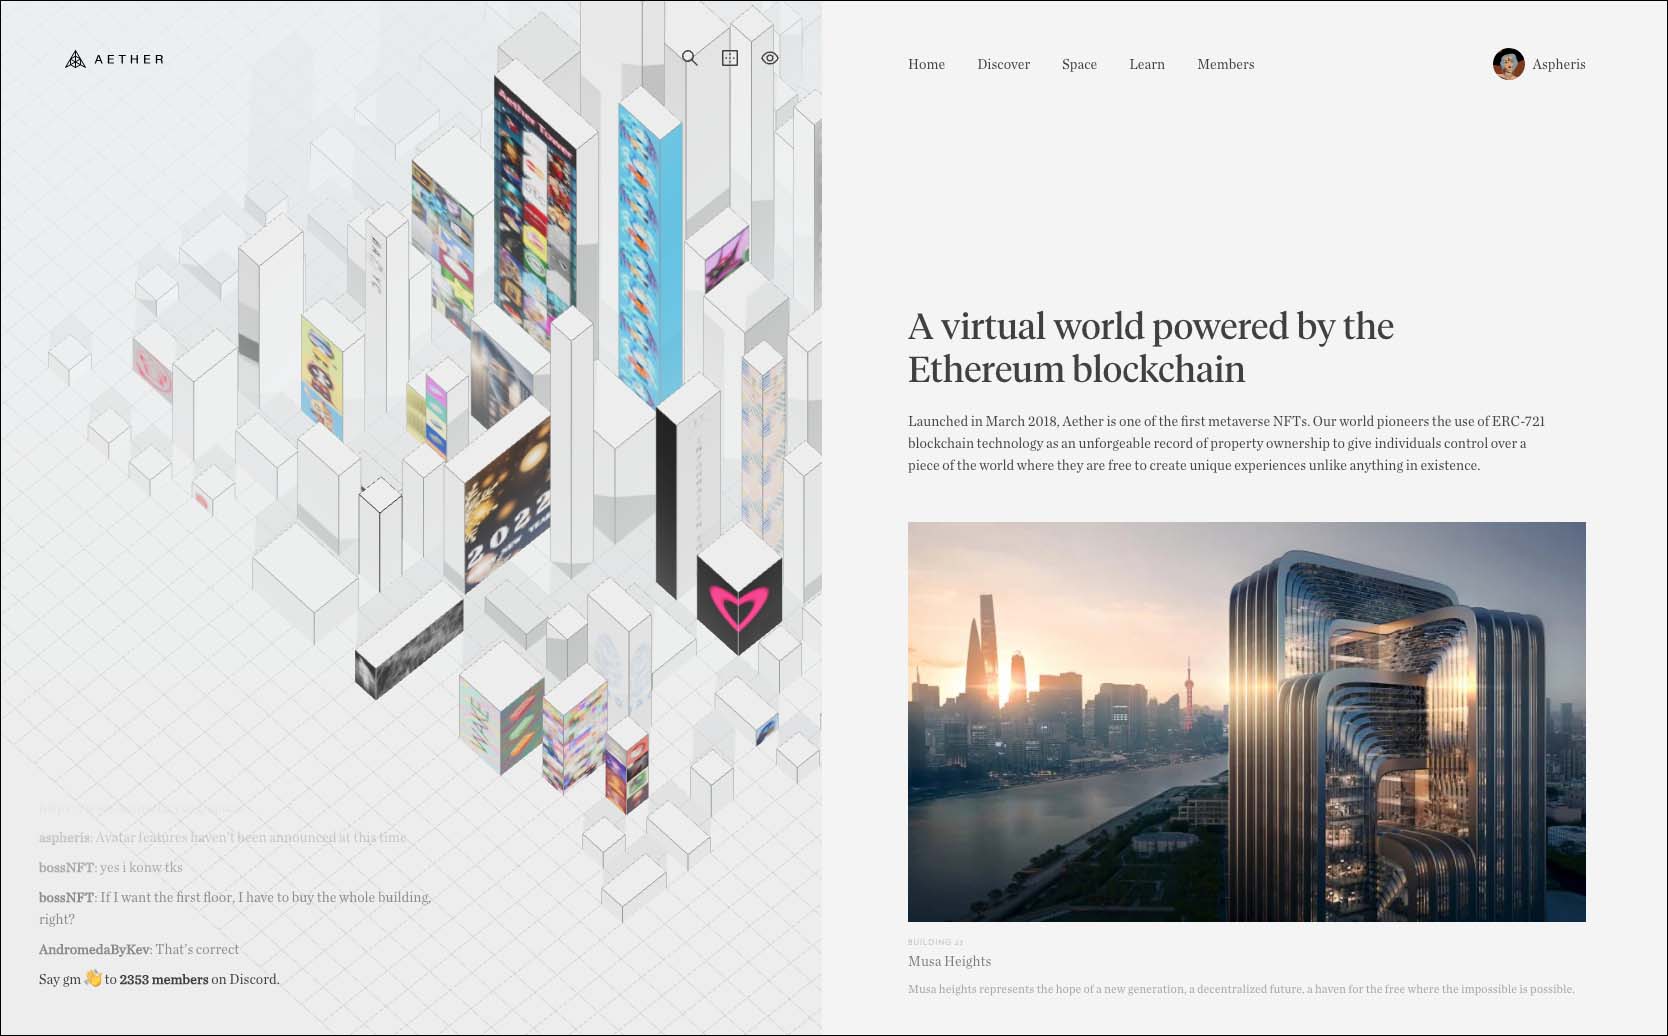 AETHER
Home
Discover
Space
Learn
Members
Aspheris
Aether Tower
2022
A virtual world powered by the
Ethereum blockchain
Launched in March 2018, Aether is one of the first metaverse NFTs. Our world pioneers the use of ERC-721
blockchain technology as an unforgeable record of property ownership to give individuals control over a
piece of the world where they are free to create unique experiences unlike anything in existence.
aspheris: Avatar features haven't been announced at this time
bossNFT: yes i konw tks
bossNFT: If I want the first floor, I have to buy the whole building,
right?
AndromedaByKev: That's correct
Say gm 👋 to 2353 members on Discord.
BUILDING 22
Musa Heights
Musa heights represents the hope of a new generation, a decentralized future, a haven for the free where the impossible is possible.